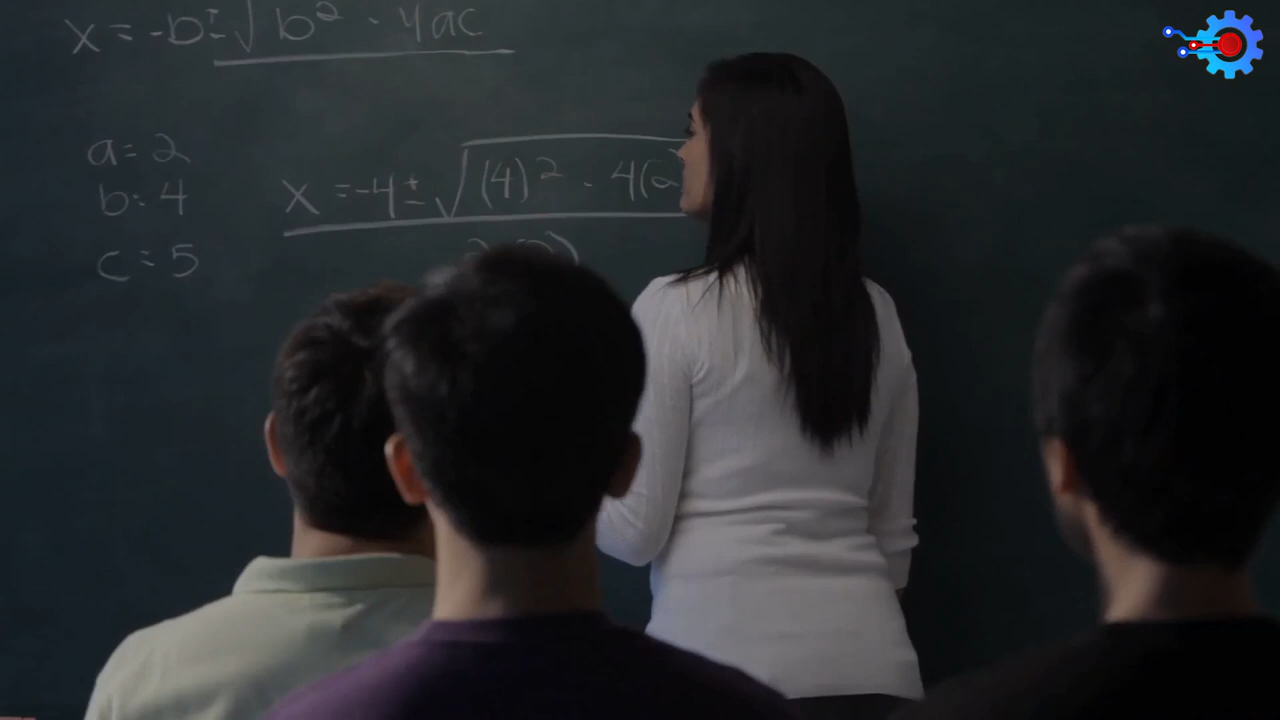 x = -b ± √b² - 4ac
a = 2
x = -4 ± √(4)² - 4(2
b: 4
c = 5